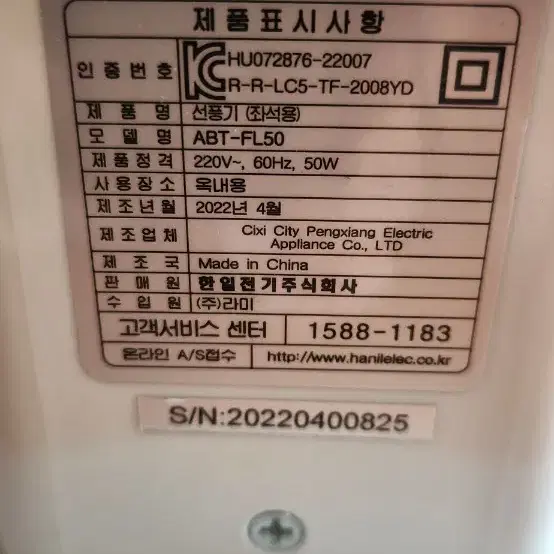 제품표시사항
인증번호 KC HU072876-22007
R-R-LC5-TF-2008YD
제품명 선풍기 (좌석용)
모델명 ABT-FL50
제품정격 220V~, 60Hz, 50W
사용장소 옥내용
제조년월 2022년 4월
제조업체 Cixi City Pengxiang Electric
Appliance Co., LTD
제조국 Made in China
판매원 한일전기주식회사
수입원 (주)라미
고객서비스 센터 1588-1183
온라인 A/S접수 http://www.hanilelec.co.kr
S/N:20220400825